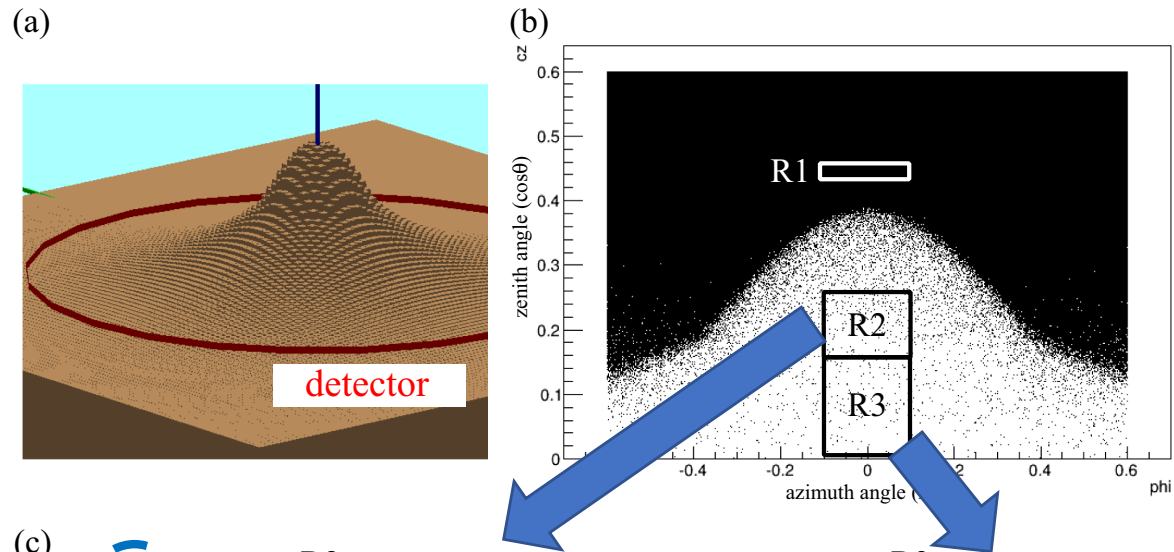 (a)
detector
(b)
cz
zenith angle (cosθ)
0.6
0.5
0.4
0.3
0.2
0.1
0
R1
R2
R3
-0.4
-0.2
0
0.2
0.4
0.6
azimuth angle (
phi
(c)